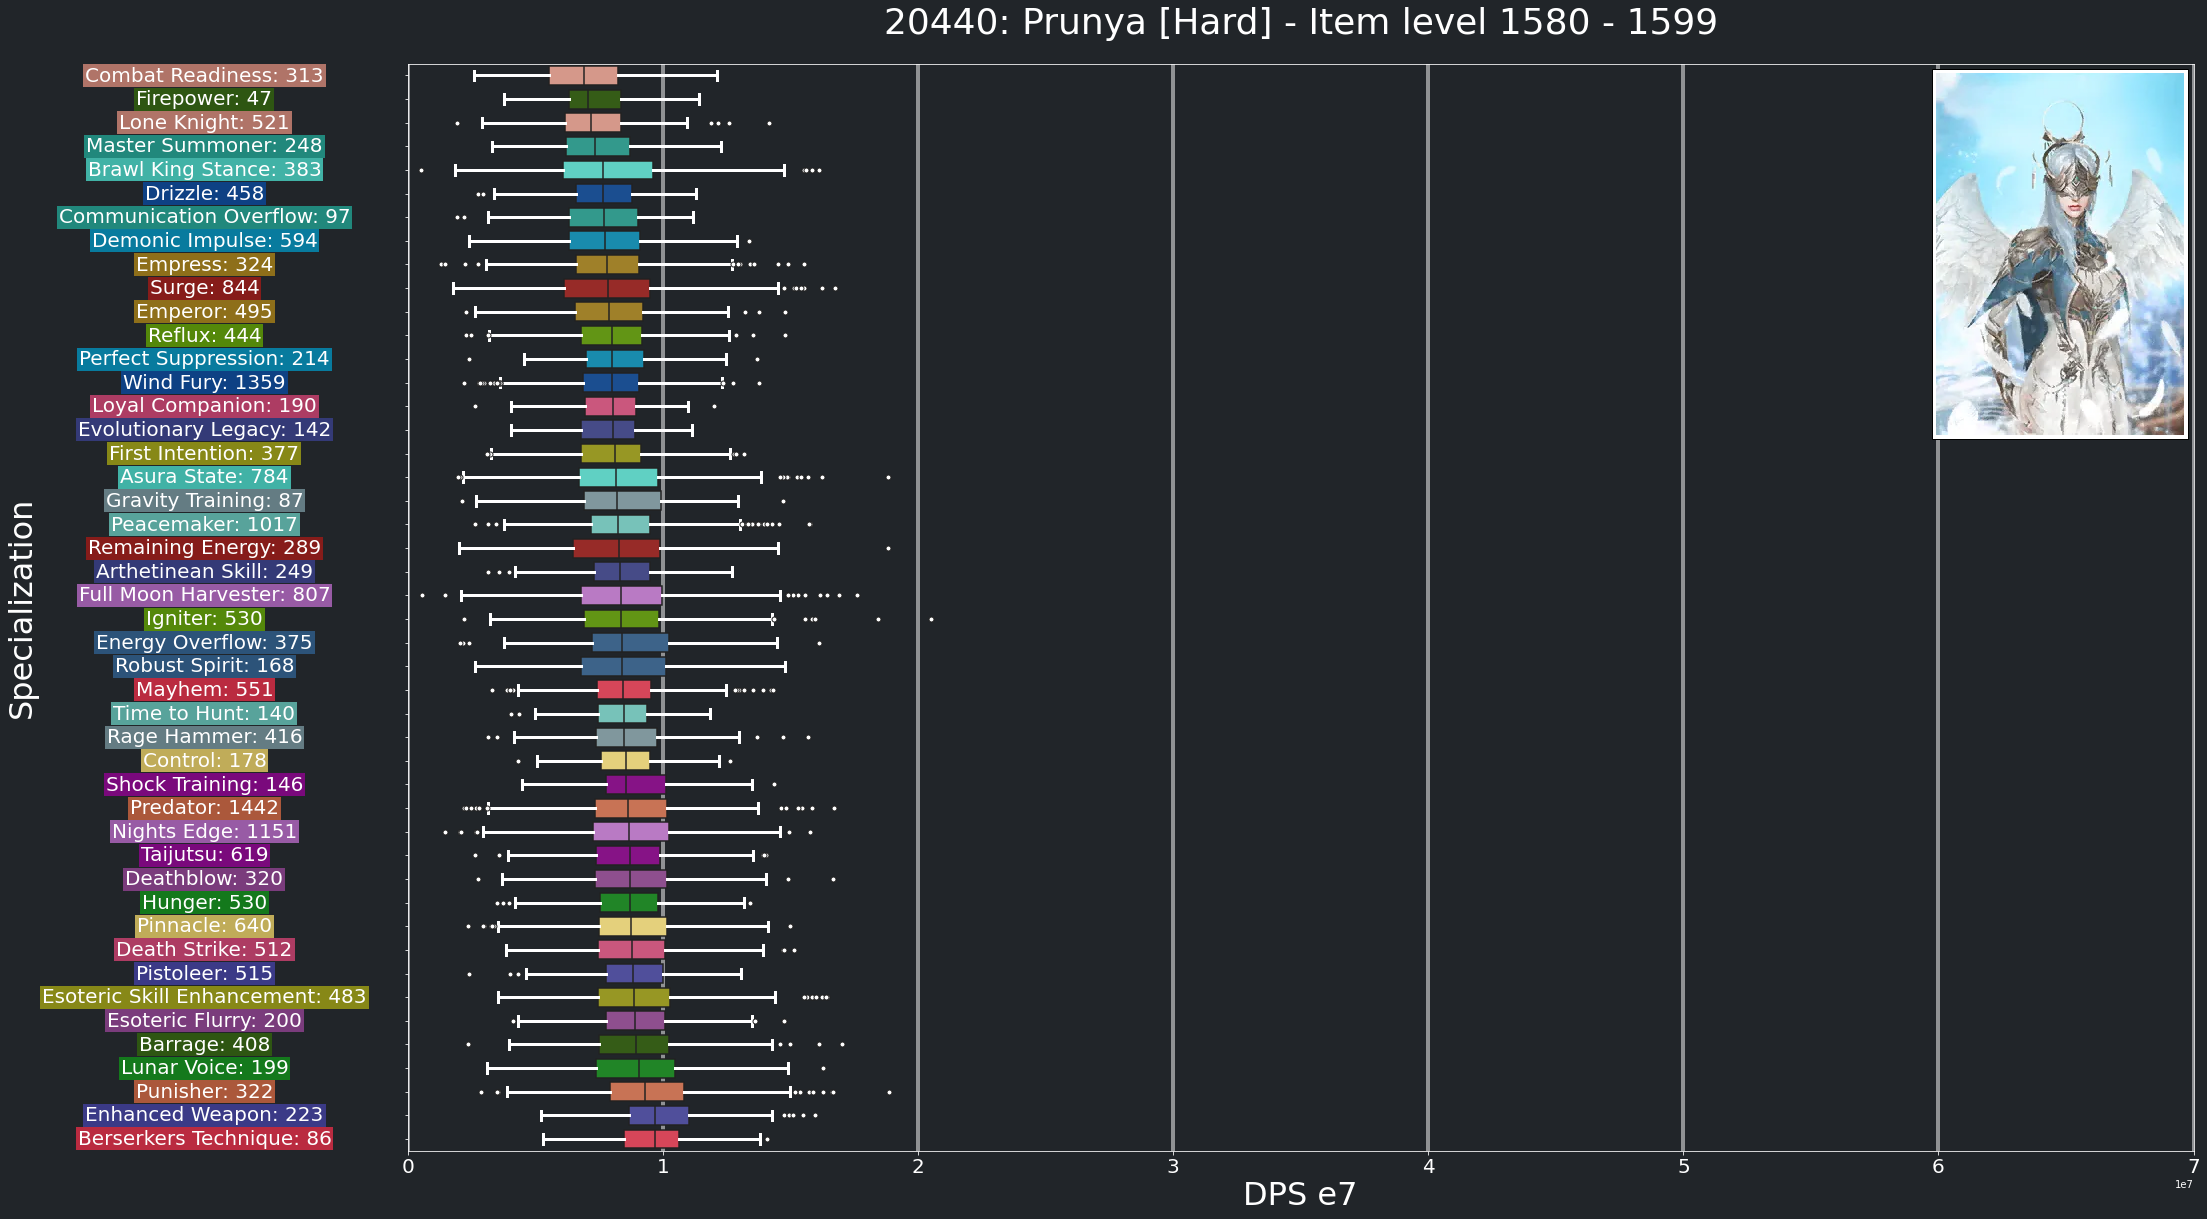 20440: Prunya [Hard] - Item level 1580 - 1599
Specialization
Combat Readiness: 313
Firepower: 47
Lone Knight: 521
Master Summoner: 248
Brawl King Stance: 383
Drizzle: 458
Communication Overflow: 97
Demonic Impulse: 594
Empress: 324
Surge: 844
Emperor: 495
Reflux: 444
Perfect Suppression: 214
Wind Fury: 1359
Loyal Companion: 190
Evolutionary Legacy: 142
First Intention: 377
Asura State: 784
Gravity Training: 87
Peacemaker: 1017
Remaining Energy: 289
Arthetinean Skill: 249
Full Moon Harvester: 807
Igniter: 530
Energy Overflow: 375
Robust Spirit: 168
Mayhem: 551
Time to Hunt: 140
Rage Hammer: 416
Control: 178
Shock Training: 146
Predator: 1442
Nights Edge: 1151
Taijutsu: 619
Deathblow: 320
Hunger: 530
Pinnacle: 640
Death Strike: 512
Pistoleer: 515
Esoteric Skill Enhancement: 483
Esoteric Flurry: 200
Barrage: 408
Lunar Voice: 199
Punisher: 322
Enhanced Weapon: 223
Berserkers Technique: 86
0 1 2 3 4 5 6 7
1e7
DPS e7